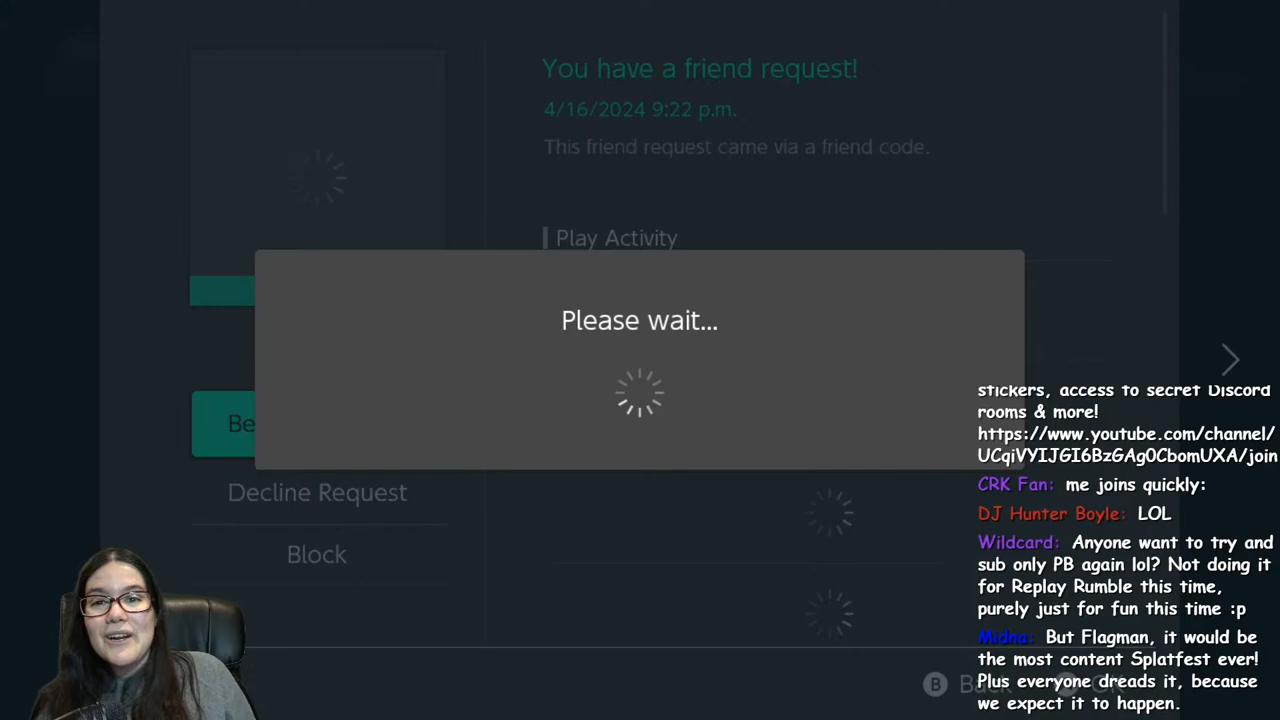 You have a friend request!
4/16/2024 9:22 p.m.
This friend request came via a friend code.
Play Activity
Please wait...
Be
Decline Request
Block
stickers, access to secret Discord
rooms & more!
https://www.youtube.com/channel/
UCqiVYIJGI6BzGAg0CbomUXA/join
CRK Fan: me joins quickly:
DJ Hunter Boyle: LOL
Wildcard: Anyone want to try and
sub only PB again lol? Not doing it
for Replay Rumble this time,
purely just for fun this time :p
Midna: But Flagman, it would be
the most content Splatfest ever!
Plus everyone dreads it, because
we expect it to happen.
B